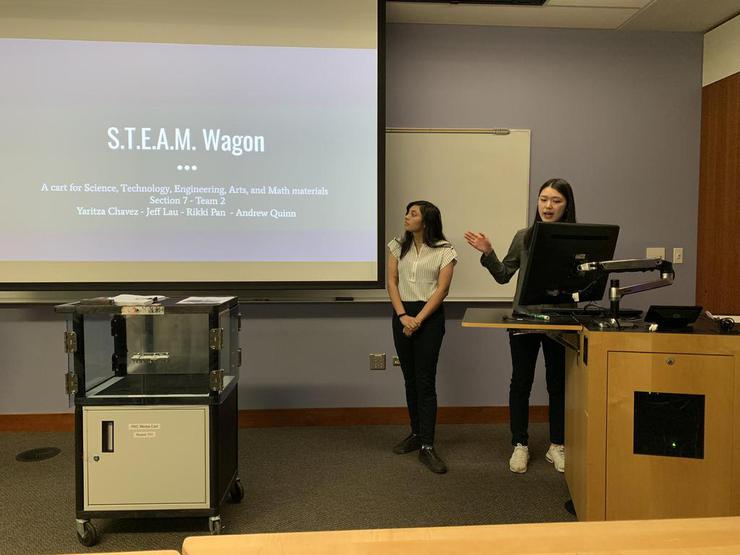 S.T.E.A.M. Wagon
A cart for Science, Technology, Engineering, Arts, and Math materials
Section 7 - Team 2
Yaritza Chavez - Jeff Lau - Rikki Pan - Andrew Quinn